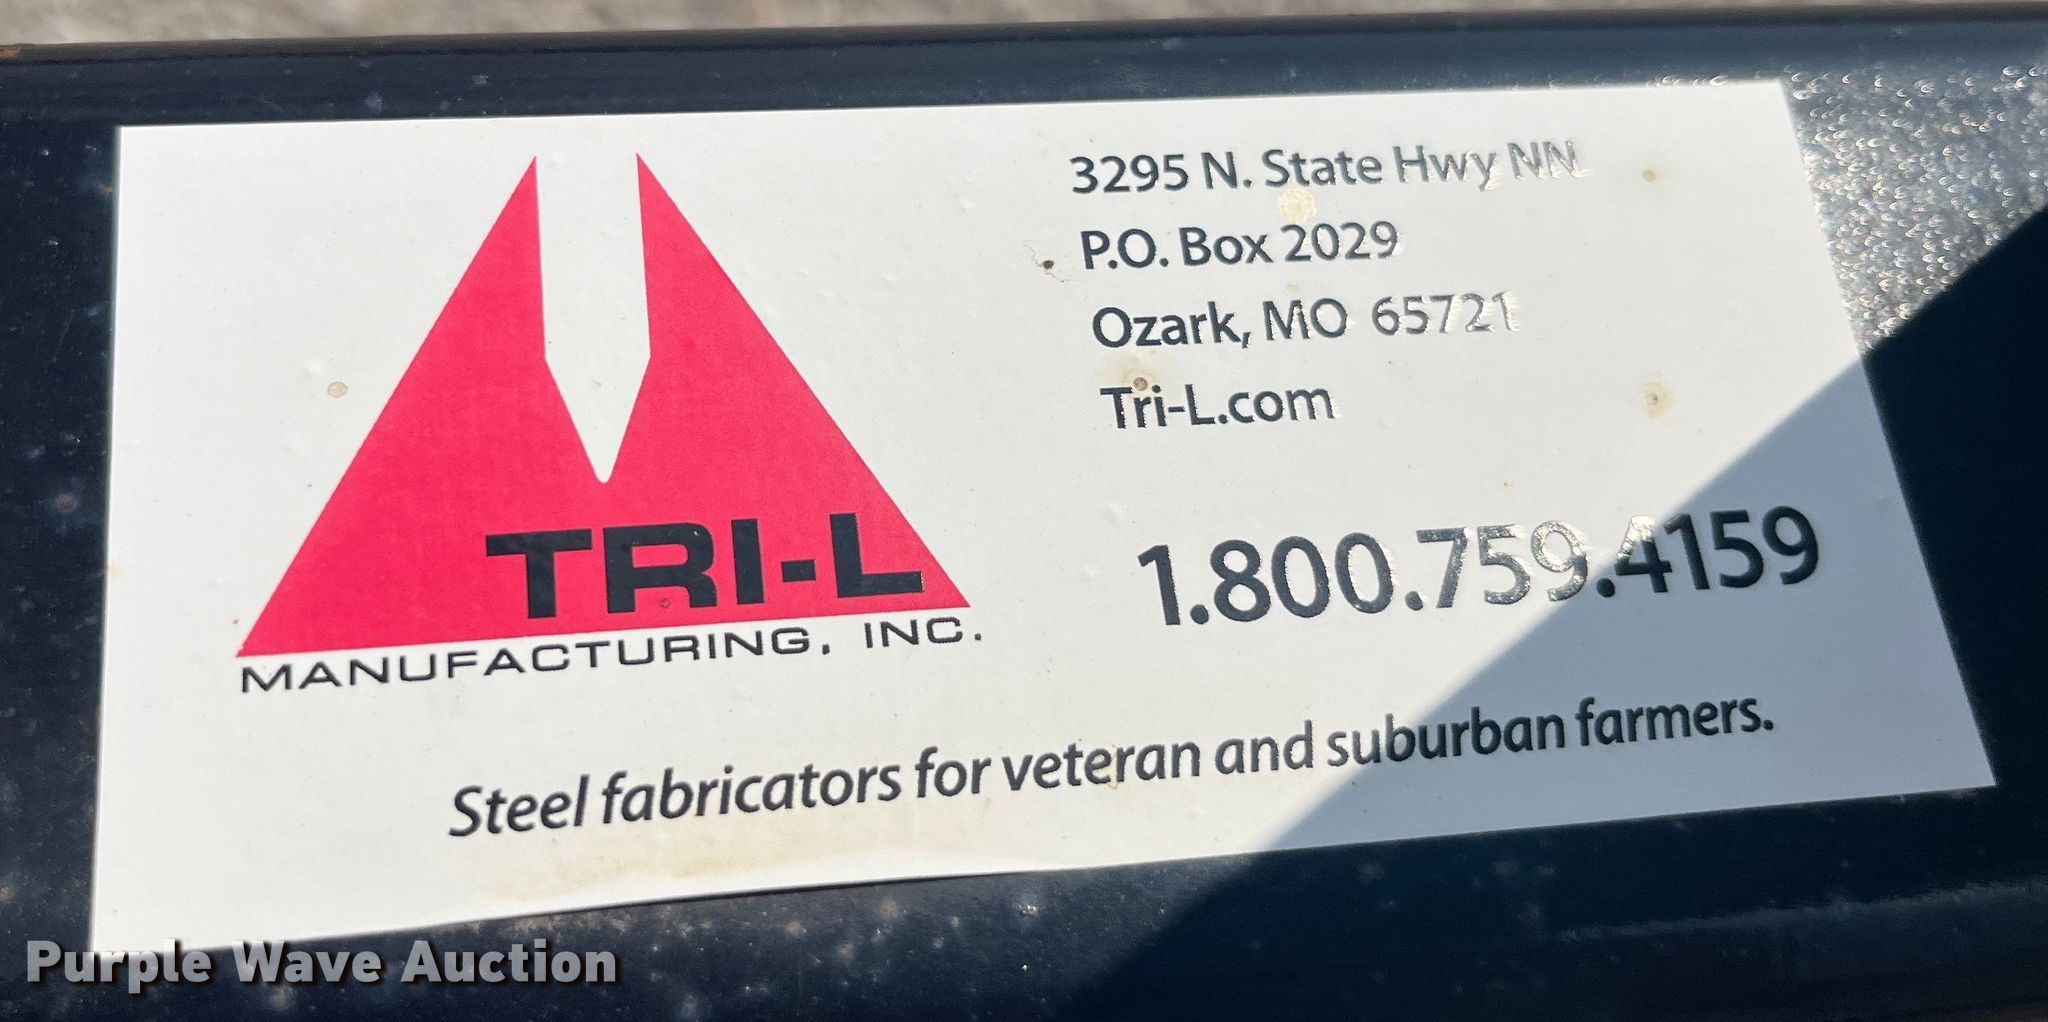 TRI-L
MANUFACTURING, INC.
3295 N. State Hwy NN
P.O. Box 2029
Ozark, MO 65721
Tri-L.com
1.800.759.4159
Steel fabricators for veteran and suburban farmers.
Purple Wave Auction